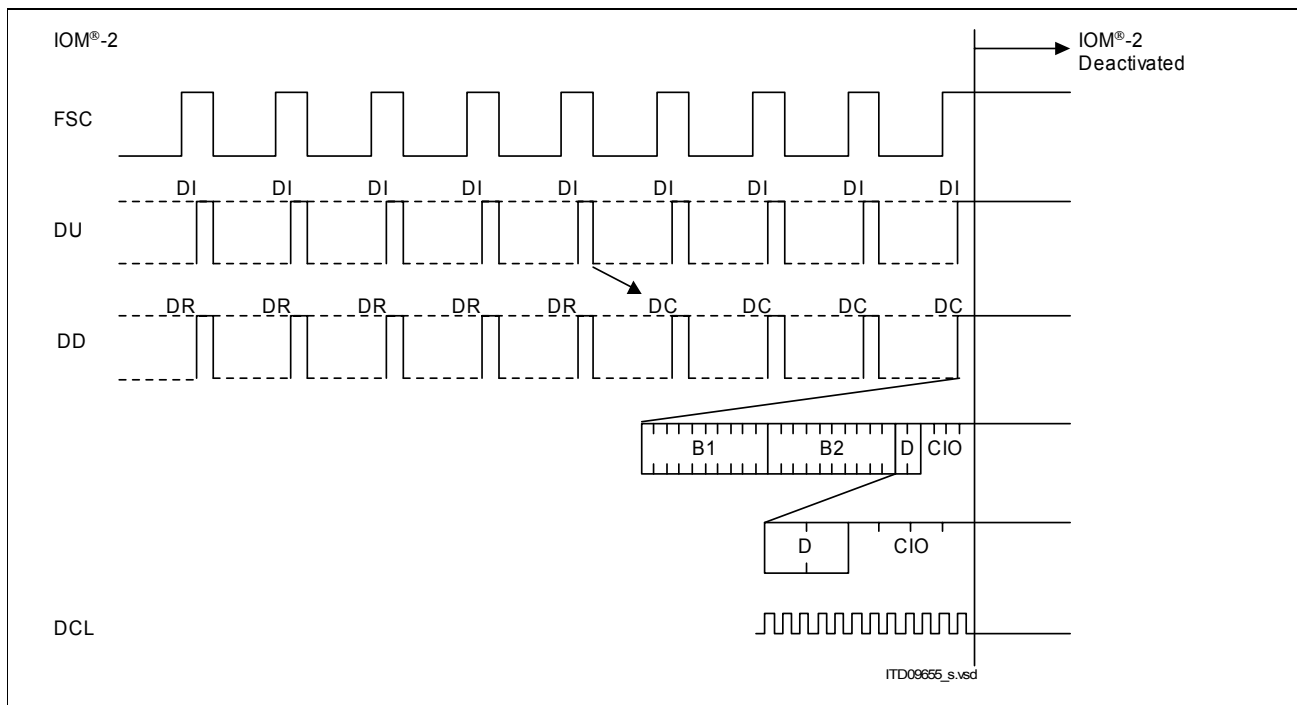 IOM®-2
IOM®-2
Deactivated
FSC
DI DI DI DI DI DI DI DI DI
DU
DR DR DR DR DR DC DC DC DC
DD
B1 B2 D CIO
D CIO
DCL
ITD09655_s.vsd